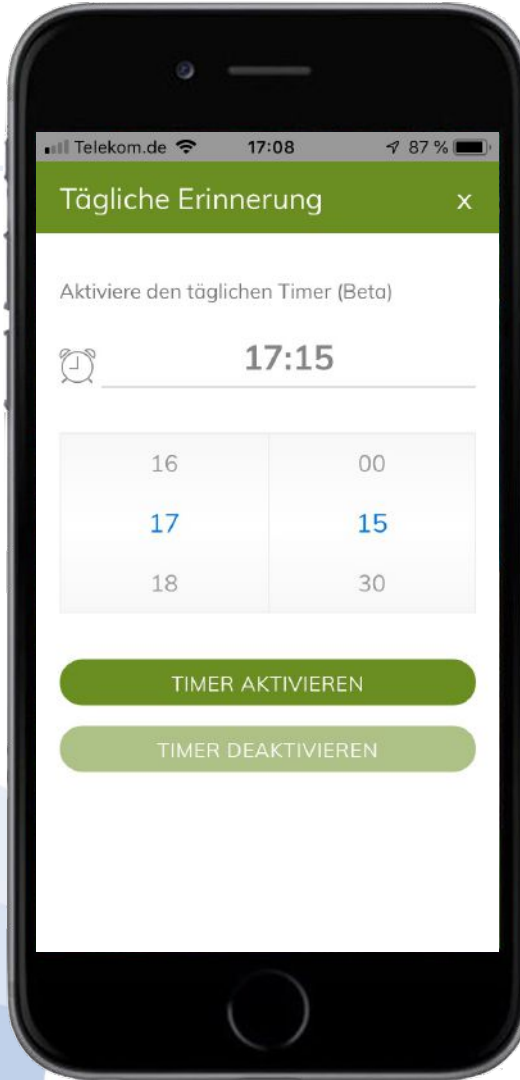 Telekom.de 17:08 87 %
Tägliche Erinnerung x
Aktiviere den täglichen Timer (Beta)
17:15
16 00
17 15
18 30
TIMER AKTIVIEREN
TIMER DEAKTIVIEREN